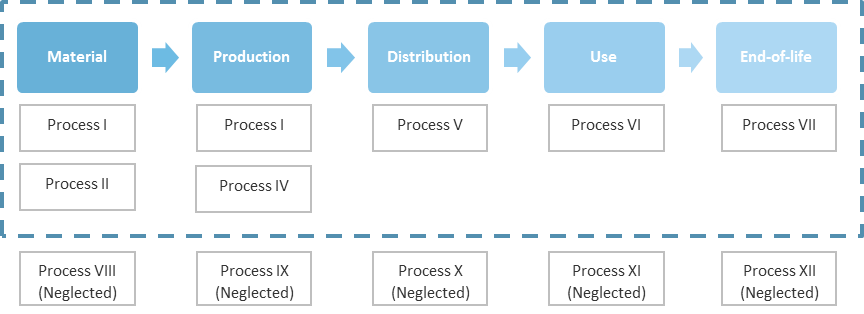 Material
Production
Distribution
Use
End-of-life
Process I
Process I
Process V
Process VI
Process VII
Process II
Process IV
Process VIII
(Neglected)
Process IX
(Neglected)
Process X
(Neglected)
Process XI
(Neglected)
Process XII
(Neglected)